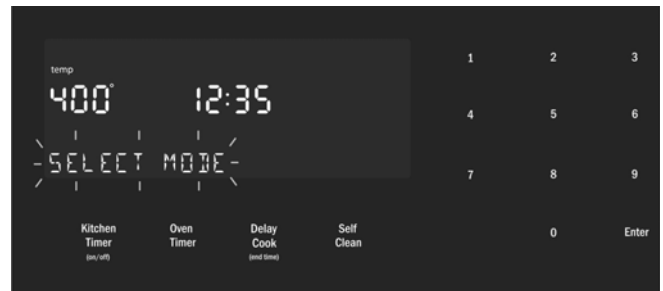 temp
400° 12:35
SELECT MODE
1 2 3
4 5 6
7 8 9
0 Enter
Kitchen Timer (on/off)
Oven Timer
Delay Cook (end time)
Self Clean